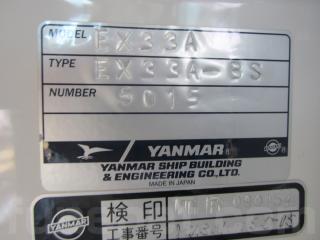 MODEL EX33A
TYPE EX33A-8S
NUMBER 5015
YANMAR
YANMAR SHIP BUILDING
& ENGINEERING CO.,LTD.
MADE IN JAPAN
YANMAR
検印
工事番号